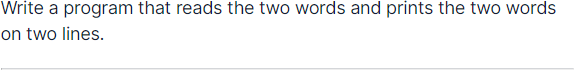 Write a program that reads the two words and prints the two words
on two lines.